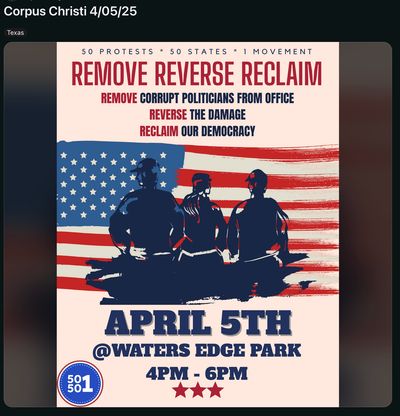 Corpus Christi 4/05/25
Texas
50 PROTESTS * 50 STATES * 1 MOVEMENT
REMOVE REVERSE RECLAIM
REMOVE CORRUPT POLITICIANS FROM OFFICE
REVERSE THE DAMAGE
RECLAIM OUR DEMOCRACY
APRIL 5TH
@WATERS EDGE PARK
4PM - 6PM
50
50
1